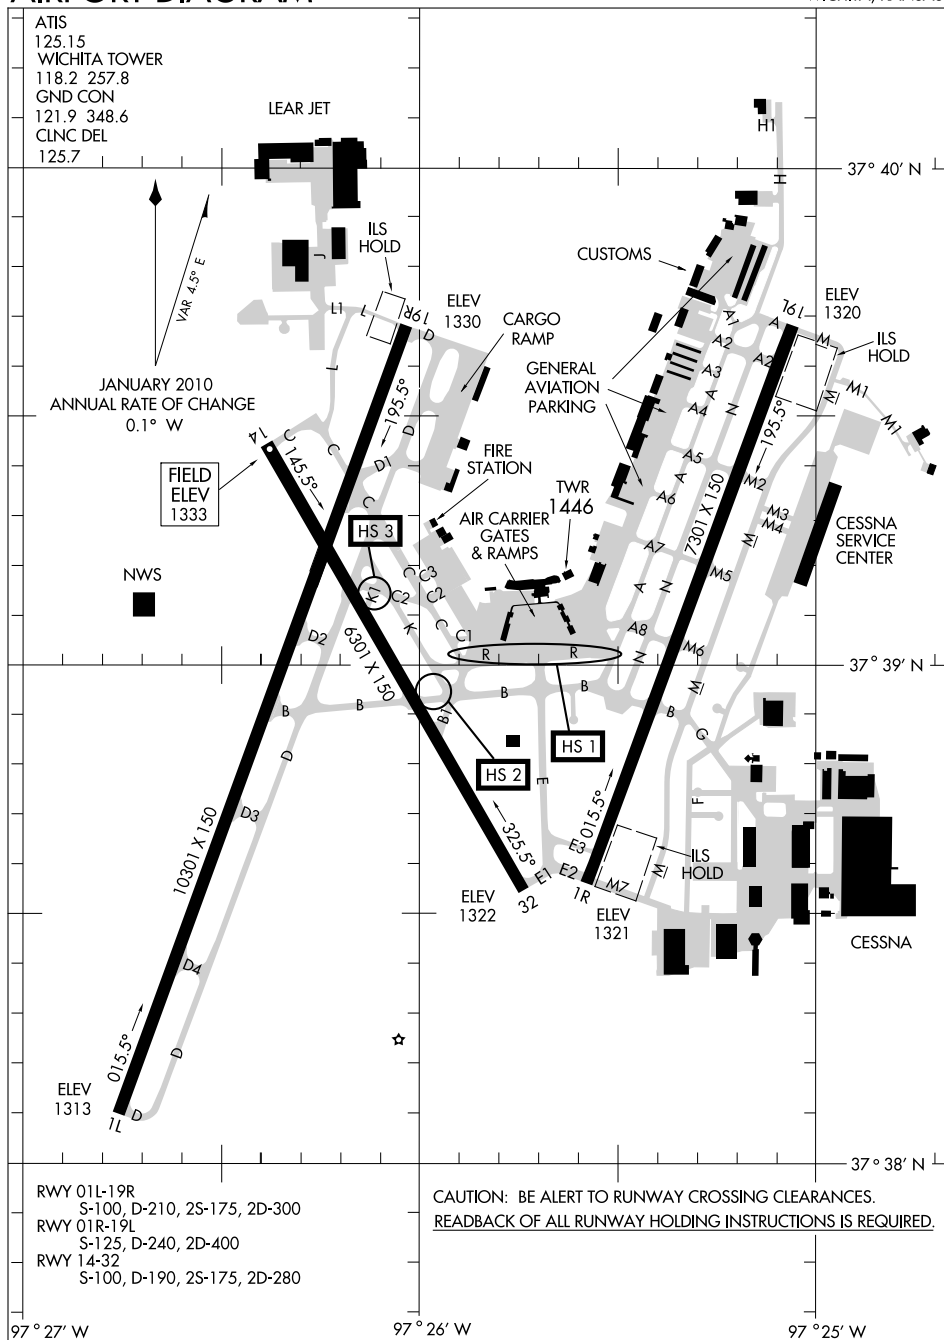 AIRPORT DIAGRAM
WICHITA, KANSAS
ATIS
125.15
WICHITA TOWER
118.2 257.8
GND CON
121.9 348.6
CLNC DEL
125.7
LEAR JET
H1
H
37° 40' N
VAR 4.5° E
JANUARY 2010
ANNUAL RATE OF CHANGE
0.1° W
J
ILS
HOLD
L1
L
L
19R
D
ELEV
1330
CARGO
RAMP
CUSTOMS
GENERAL
AVIATION
PARKING
A1
A2
A3
A
N
A4
A5
A
A6
A7
A
N
A8
N
19L
A
A2
ELEV
1320
M
ILS
HOLD
M
M1
M1
195.5°
195.5°
14
C
145.5°
C
D
D1
C
FIELD
ELEV
1333
FIRE
STATION
HS 3
TWR
1446
AIR CARRIER
GATES
& RAMPS
7301 X 150
M2
M3
M4
M
M5
CESSNA
SERVICE
CENTER
NWS
K1
C
C3
C2
C2
K
C
C1
D2
6301 X 150
R
R
M6
37° 39' N
M
B
B
B
B
B
B1
D
G
HS 1
HS 2
E
F
D3
10301 X 150
325.5°
015.5°
E3
ILS
HOLD
M
E1
E2
M7
ELEV
1322
32
1R
ELEV
1321
CESSNA
D4
015.5°
D
ELEV
1313
1L
D
37° 38' N
RWY 01L-19R
S-100, D-210, 2S-175, 2D-300
RWY 01R-19L
S-125, D-240, 2D-400
RWY 14-32
S-100, D-190, 2S-175, 2D-280
CAUTION: BE ALERT TO RUNWAY CROSSING CLEARANCES.
READBACK OF ALL RUNWAY HOLDING INSTRUCTIONS IS REQUIRED.
97° 27' W
97° 26' W
97° 25' W